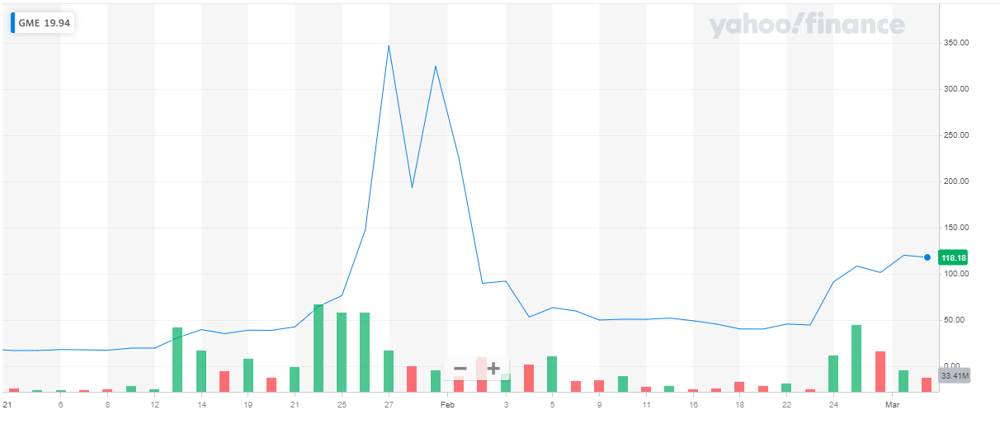 GME 19.94
yahoo!finance
350.00
300.00
250.00
200.00
150.00
118.18
100.00
50.00
0.00
33.41M
21 6 8 12 14 19 21 25 27 Feb 3 5 9 11 16 18 22 24 Mar